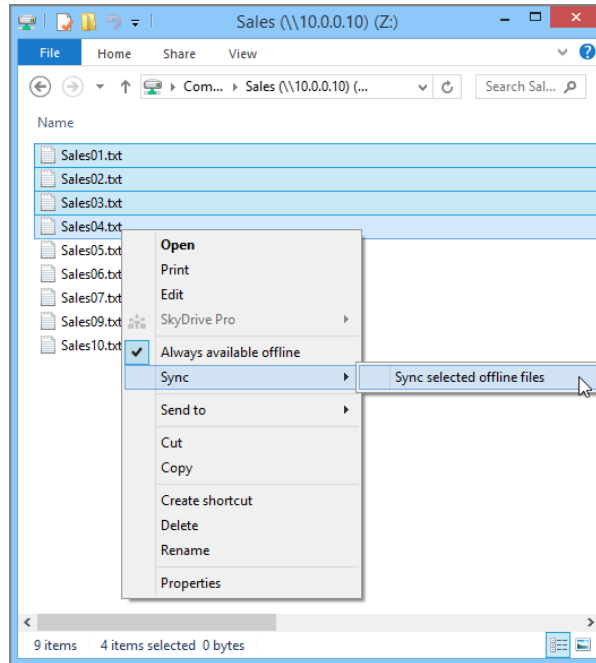 Sales (\\10.0.0.10) (Z:)
File Home Share View
Com... Sales (\\10.0.0.10) (... Search Sal...
Name
Sales01.txt
Sales02.txt
Sales03.txt
Sales04.txt
Sales05.txt
Sales06.txt
Sales07.txt
Sales09.txt
Sales10.txt
Open
Print
Edit
SkyDrive Pro
Always available offline
Sync
Sync selected offline files
Send to
Cut
Copy
Create shortcut
Delete
Rename
Properties
9 items 4 items selected 0 bytes